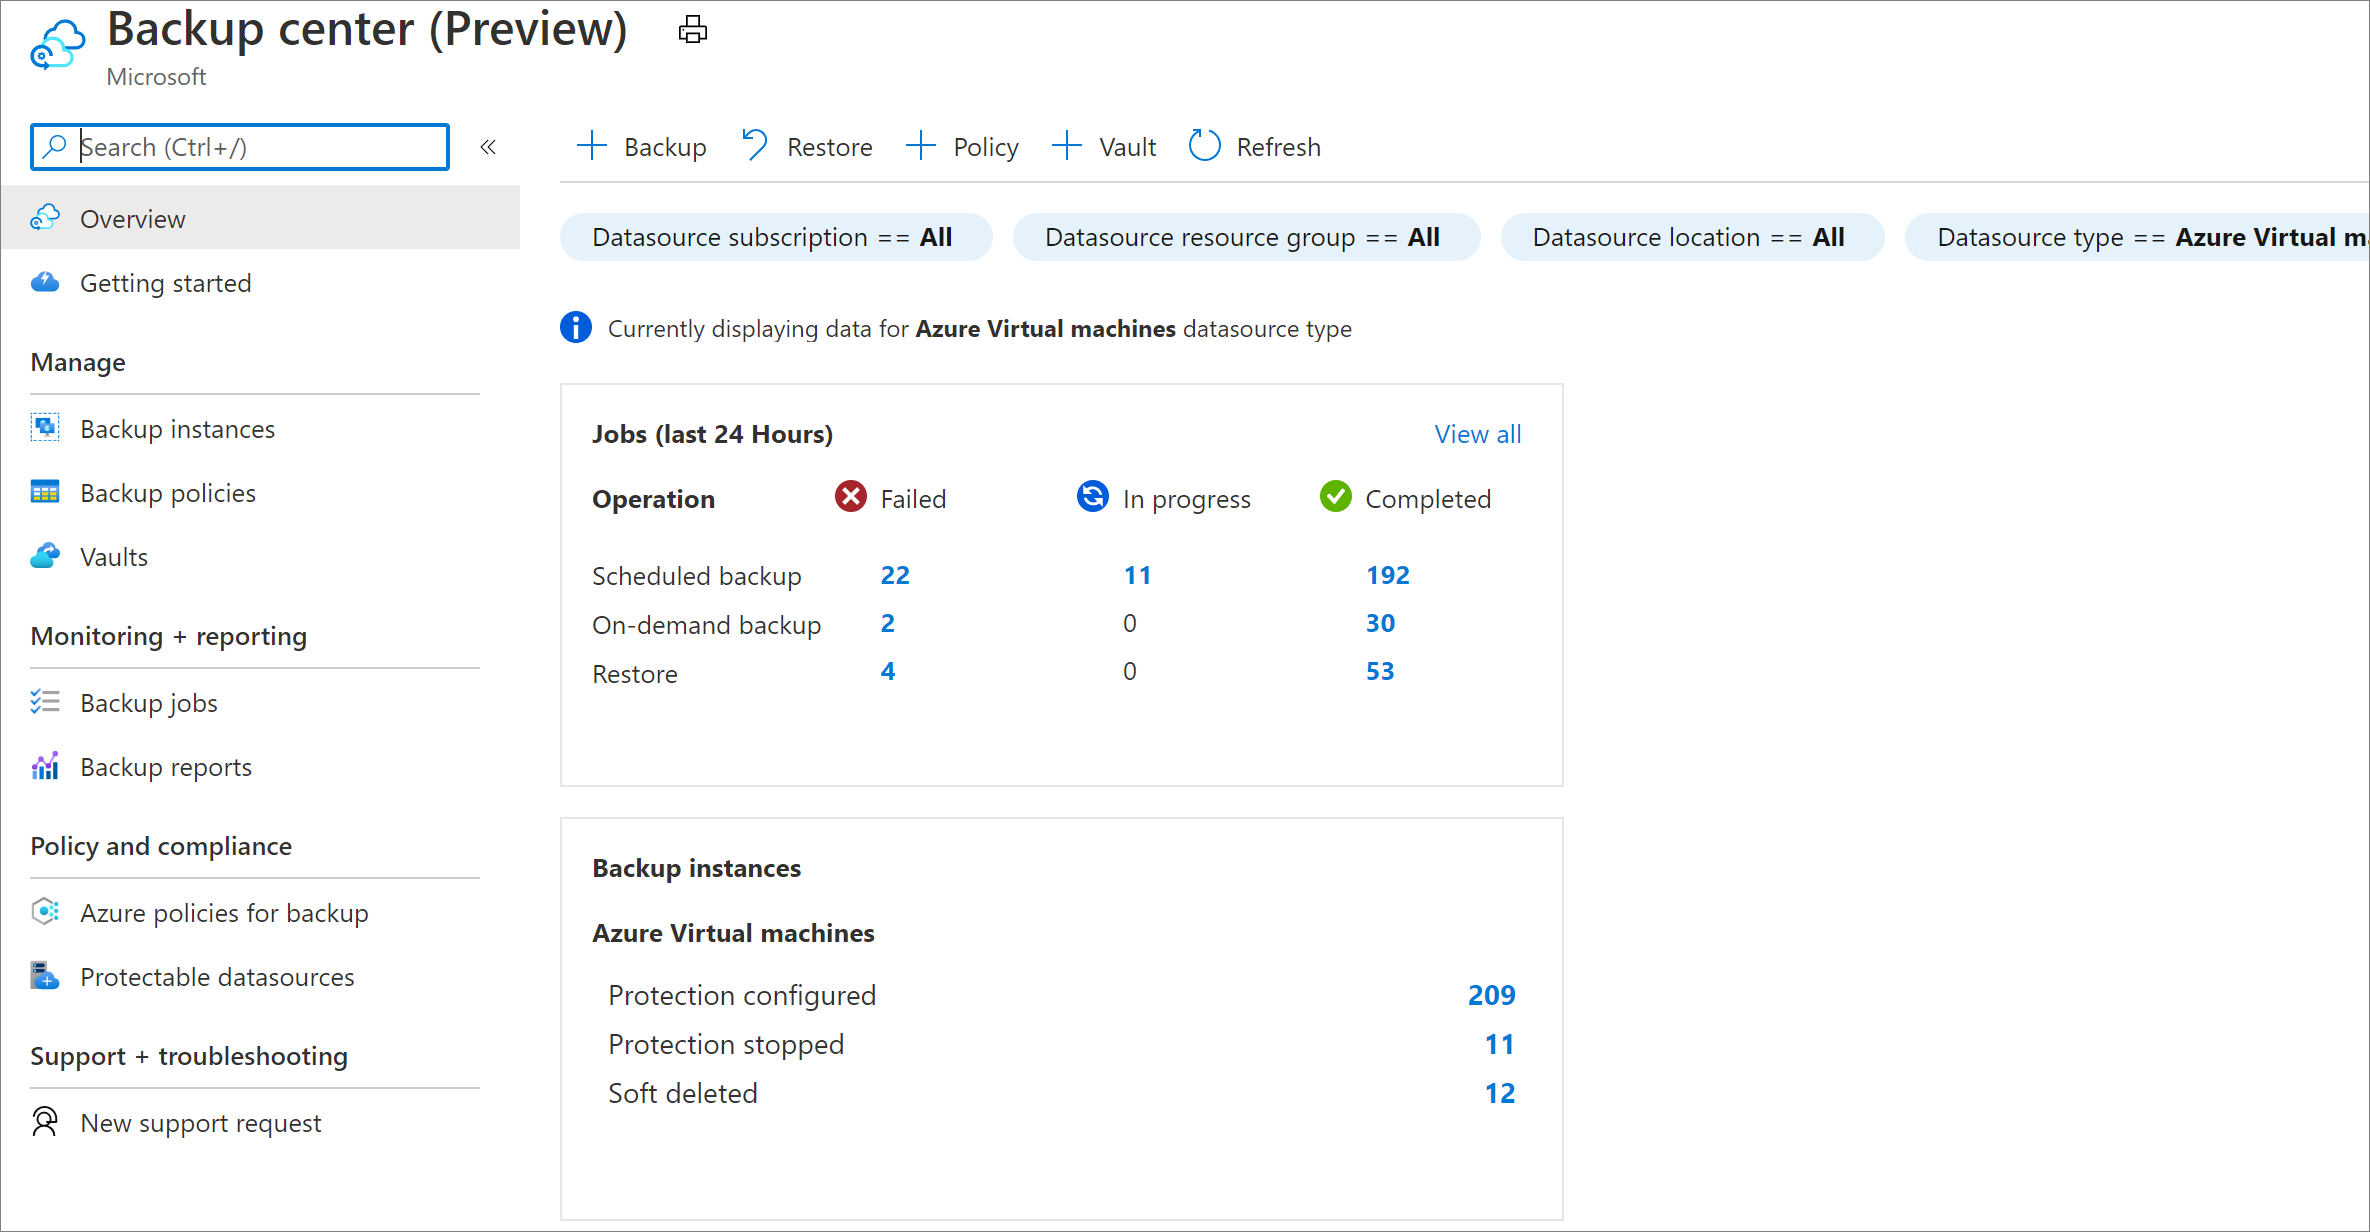 Backup center (Preview)
Microsoft
Search (Ctrl+/)
«
Backup
Restore
Policy
Vault
Refresh
Overview
Getting started
Manage
Backup instances
Backup policies
Vaults
Monitoring + reporting
Backup jobs
Backup reports
Policy and compliance
Azure policies for backup
Protectable datasources
Support + troubleshooting
New support request
Datasource subscription == All
Datasource resource group == All
Datasource location == All
Datasource type == Azure Virtual ma
Currently displaying data for Azure Virtual machines datasource type
Jobs (last 24 Hours) View all
Operation Failed In progress Completed
Scheduled backup 22 11 192
On-demand backup 2 0 30
Restore 4 0 53
Backup instances
Azure Virtual machines
Protection configured 209
Protection stopped 11
Soft deleted 12